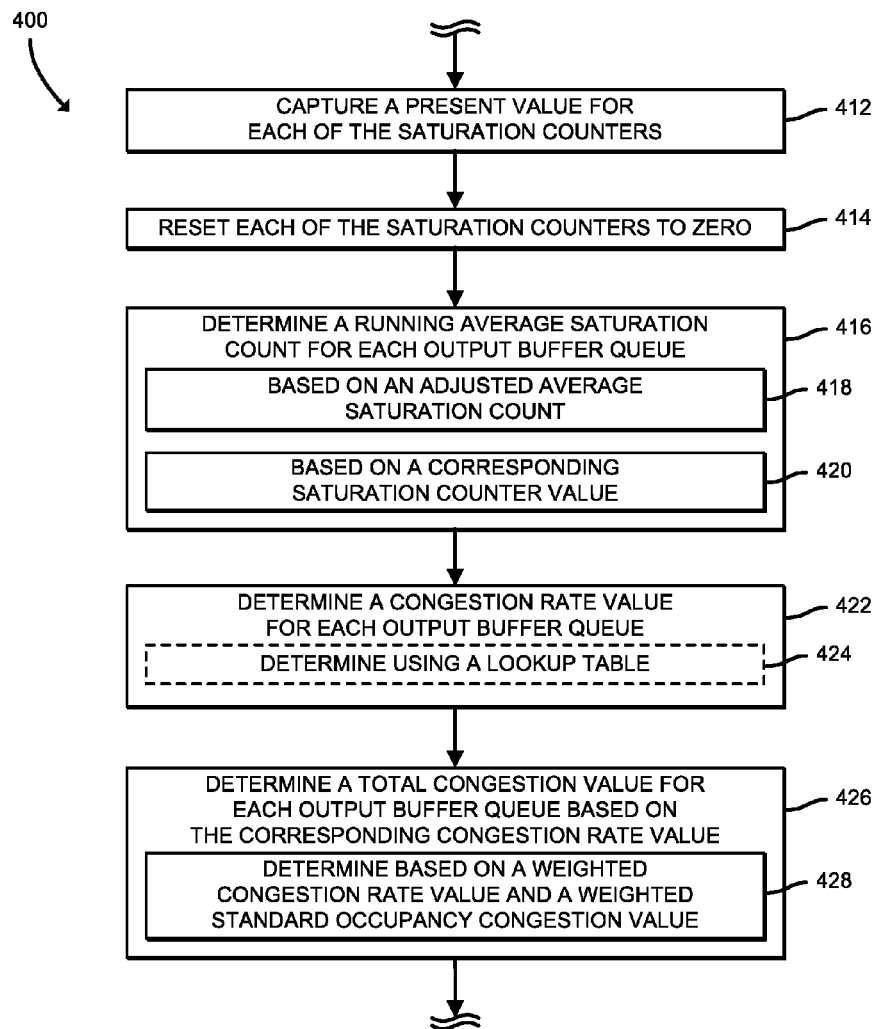 400
CAPTURE A PRESENT VALUE FOR
EACH OF THE SATURATION COUNTERS
412
RESET EACH OF THE SATURATION COUNTERS TO ZERO
414
DETERMINE A RUNNING AVERAGE SATURATION
COUNT FOR EACH OUTPUT BUFFER QUEUE
416
BASED ON AN ADJUSTED AVERAGE
SATURATION COUNT
418
BASED ON A CORRESPONDING
SATURATION COUNTER VALUE
420
DETERMINE A CONGESTION RATE VALUE
FOR EACH OUTPUT BUFFER QUEUE
422
DETERMINE USING A LOOKUP TABLE
424
DETERMINE A TOTAL CONGESTION VALUE FOR
EACH OUTPUT BUFFER QUEUE BASED ON
THE CORRESPONDING CONGESTION RATE VALUE
426
DETERMINE BASED ON A WEIGHTED
CONGESTION RATE VALUE AND A WEIGHTED
STANDARD OCCUPANCY CONGESTION VALUE
428